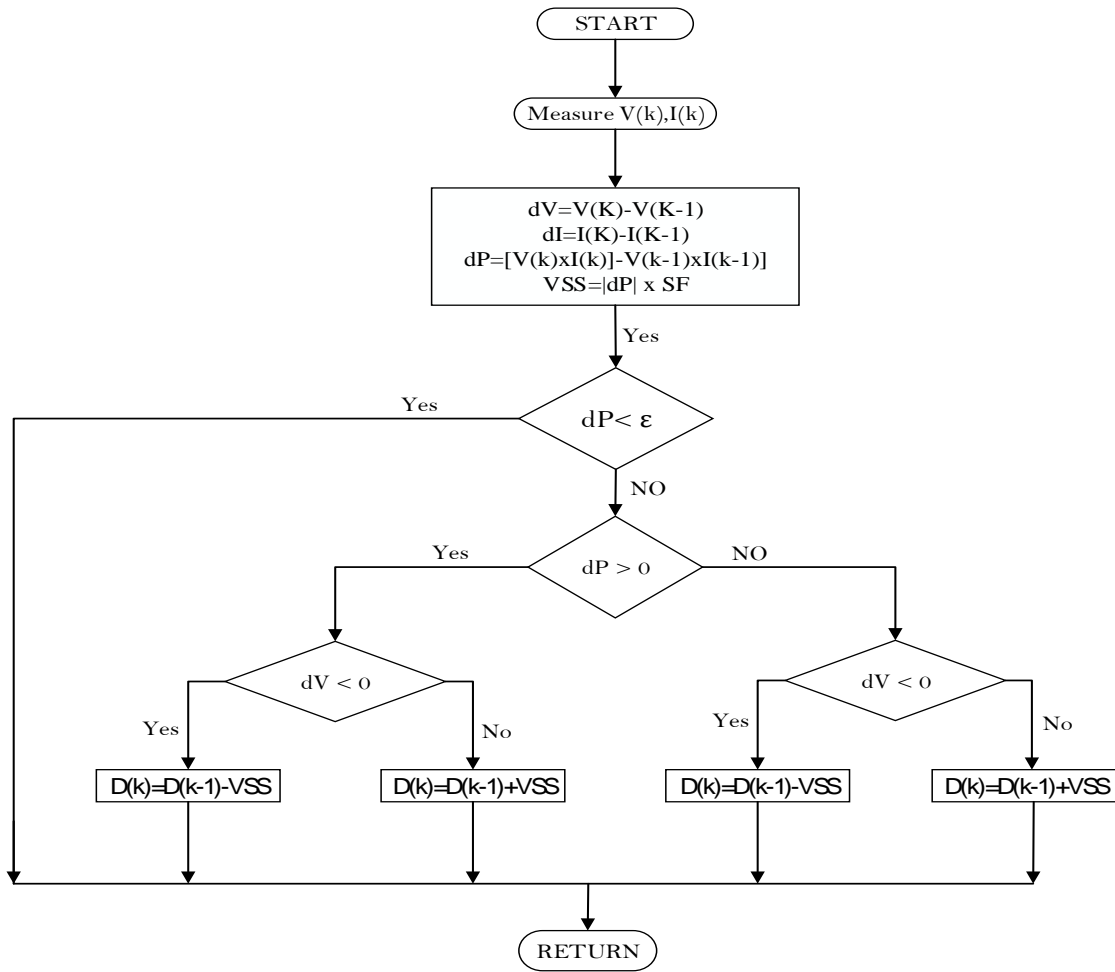 START
Measure V(k),I(k)
dV=V(K)-V(K-1)
dI=I(K)-I(K-1)
dP=[V(k)xI(k)]-V(k-1)xI(k-1)]
VSS=|dP| x SF
Yes
Yes
dP< ε
NO
Yes
dP > 0
NO
dV < 0
dV < 0
Yes
No
Yes
No
D(k)=D(k-1)-VSS
D(k)=D(k-1)+VSS
D(k)=D(k-1)-VSS
D(k)=D(k-1)+VSS
RETURN